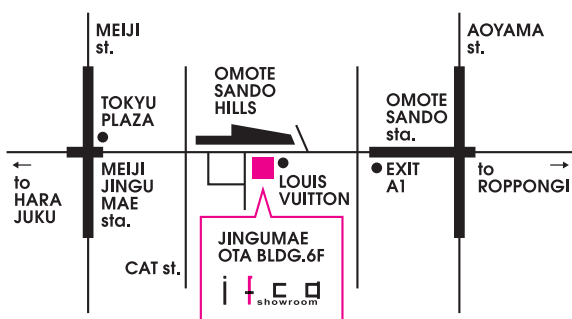 MEIJI
st.
AOYAMA
st.
OMOTE
SANDO
HILLS
TOKYU
PLAZA
OMOTE
SANDO
sta.
←
to
HARA
JUKU
MEIJI
JINGU
MAE
sta.
LOUIS
VUITTON
EXIT
A1
→
to
ROPPONGI
CAT st.
JINGUMAE
OTA BLDG.6F
itcd
showroom